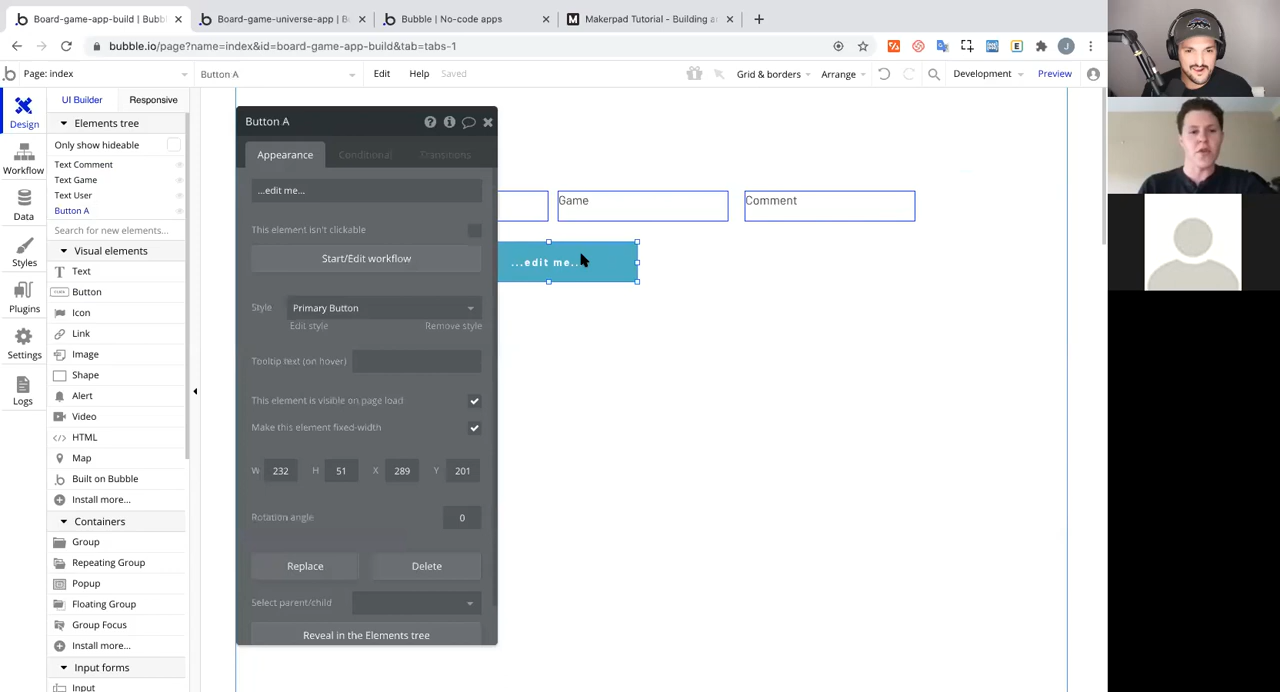 Board-game-app-build | Bubbl
Board-game-universe-app | B
Bubble | No-code apps
Makerpad Tutorial - Building a
bubble.io/page?name=index&id=board-game-app-build&tab=tabs-1
J
Page: index
Button A
Edit
Help
Saved
Grid & borders
Arrange
Development
Preview
Design
Workflow
Data
Styles
Plugins
Settings
Logs
UI Builder
Responsive
Elements tree
Only show hideable
Text Comment
Text Game
Text User
Button A
Search for new elements...
Visual elements
Text
Button
Icon
Link
Image
Shape
Alert
Video
HTML
Map
Built on Bubble
Install more...
Containers
Group
Repeating Group
Popup
Floating Group
Group Focus
Install more...
Input forms
Input
Button A
Appearance
Conditional
Transitions
...edit me...
This element isn't clickable
Start/Edit workflow
Style
Primary Button
Edit style
Remove style
Tooltip text (on hover)
This element is visible on page load
Make this element fixed-width
W 232 H 51 X 289 Y 201
Rotation angle
0
Replace
Delete
Select parent/child
Reveal in the Elements tree
Game
Comment
...edit me...